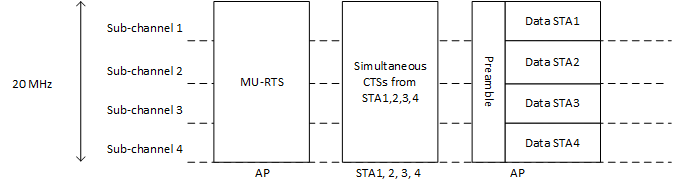 20 MHz
Sub-channel 1
Sub-channel 2
Sub-channel 3
Sub-channel 4
MU-RTS
AP
Simultaneous
CTSs from
STA1,2,3,4
STA1, 2, 3, 4
Preamble
Data STA1
Data STA2
Data STA3
Data STA4
AP